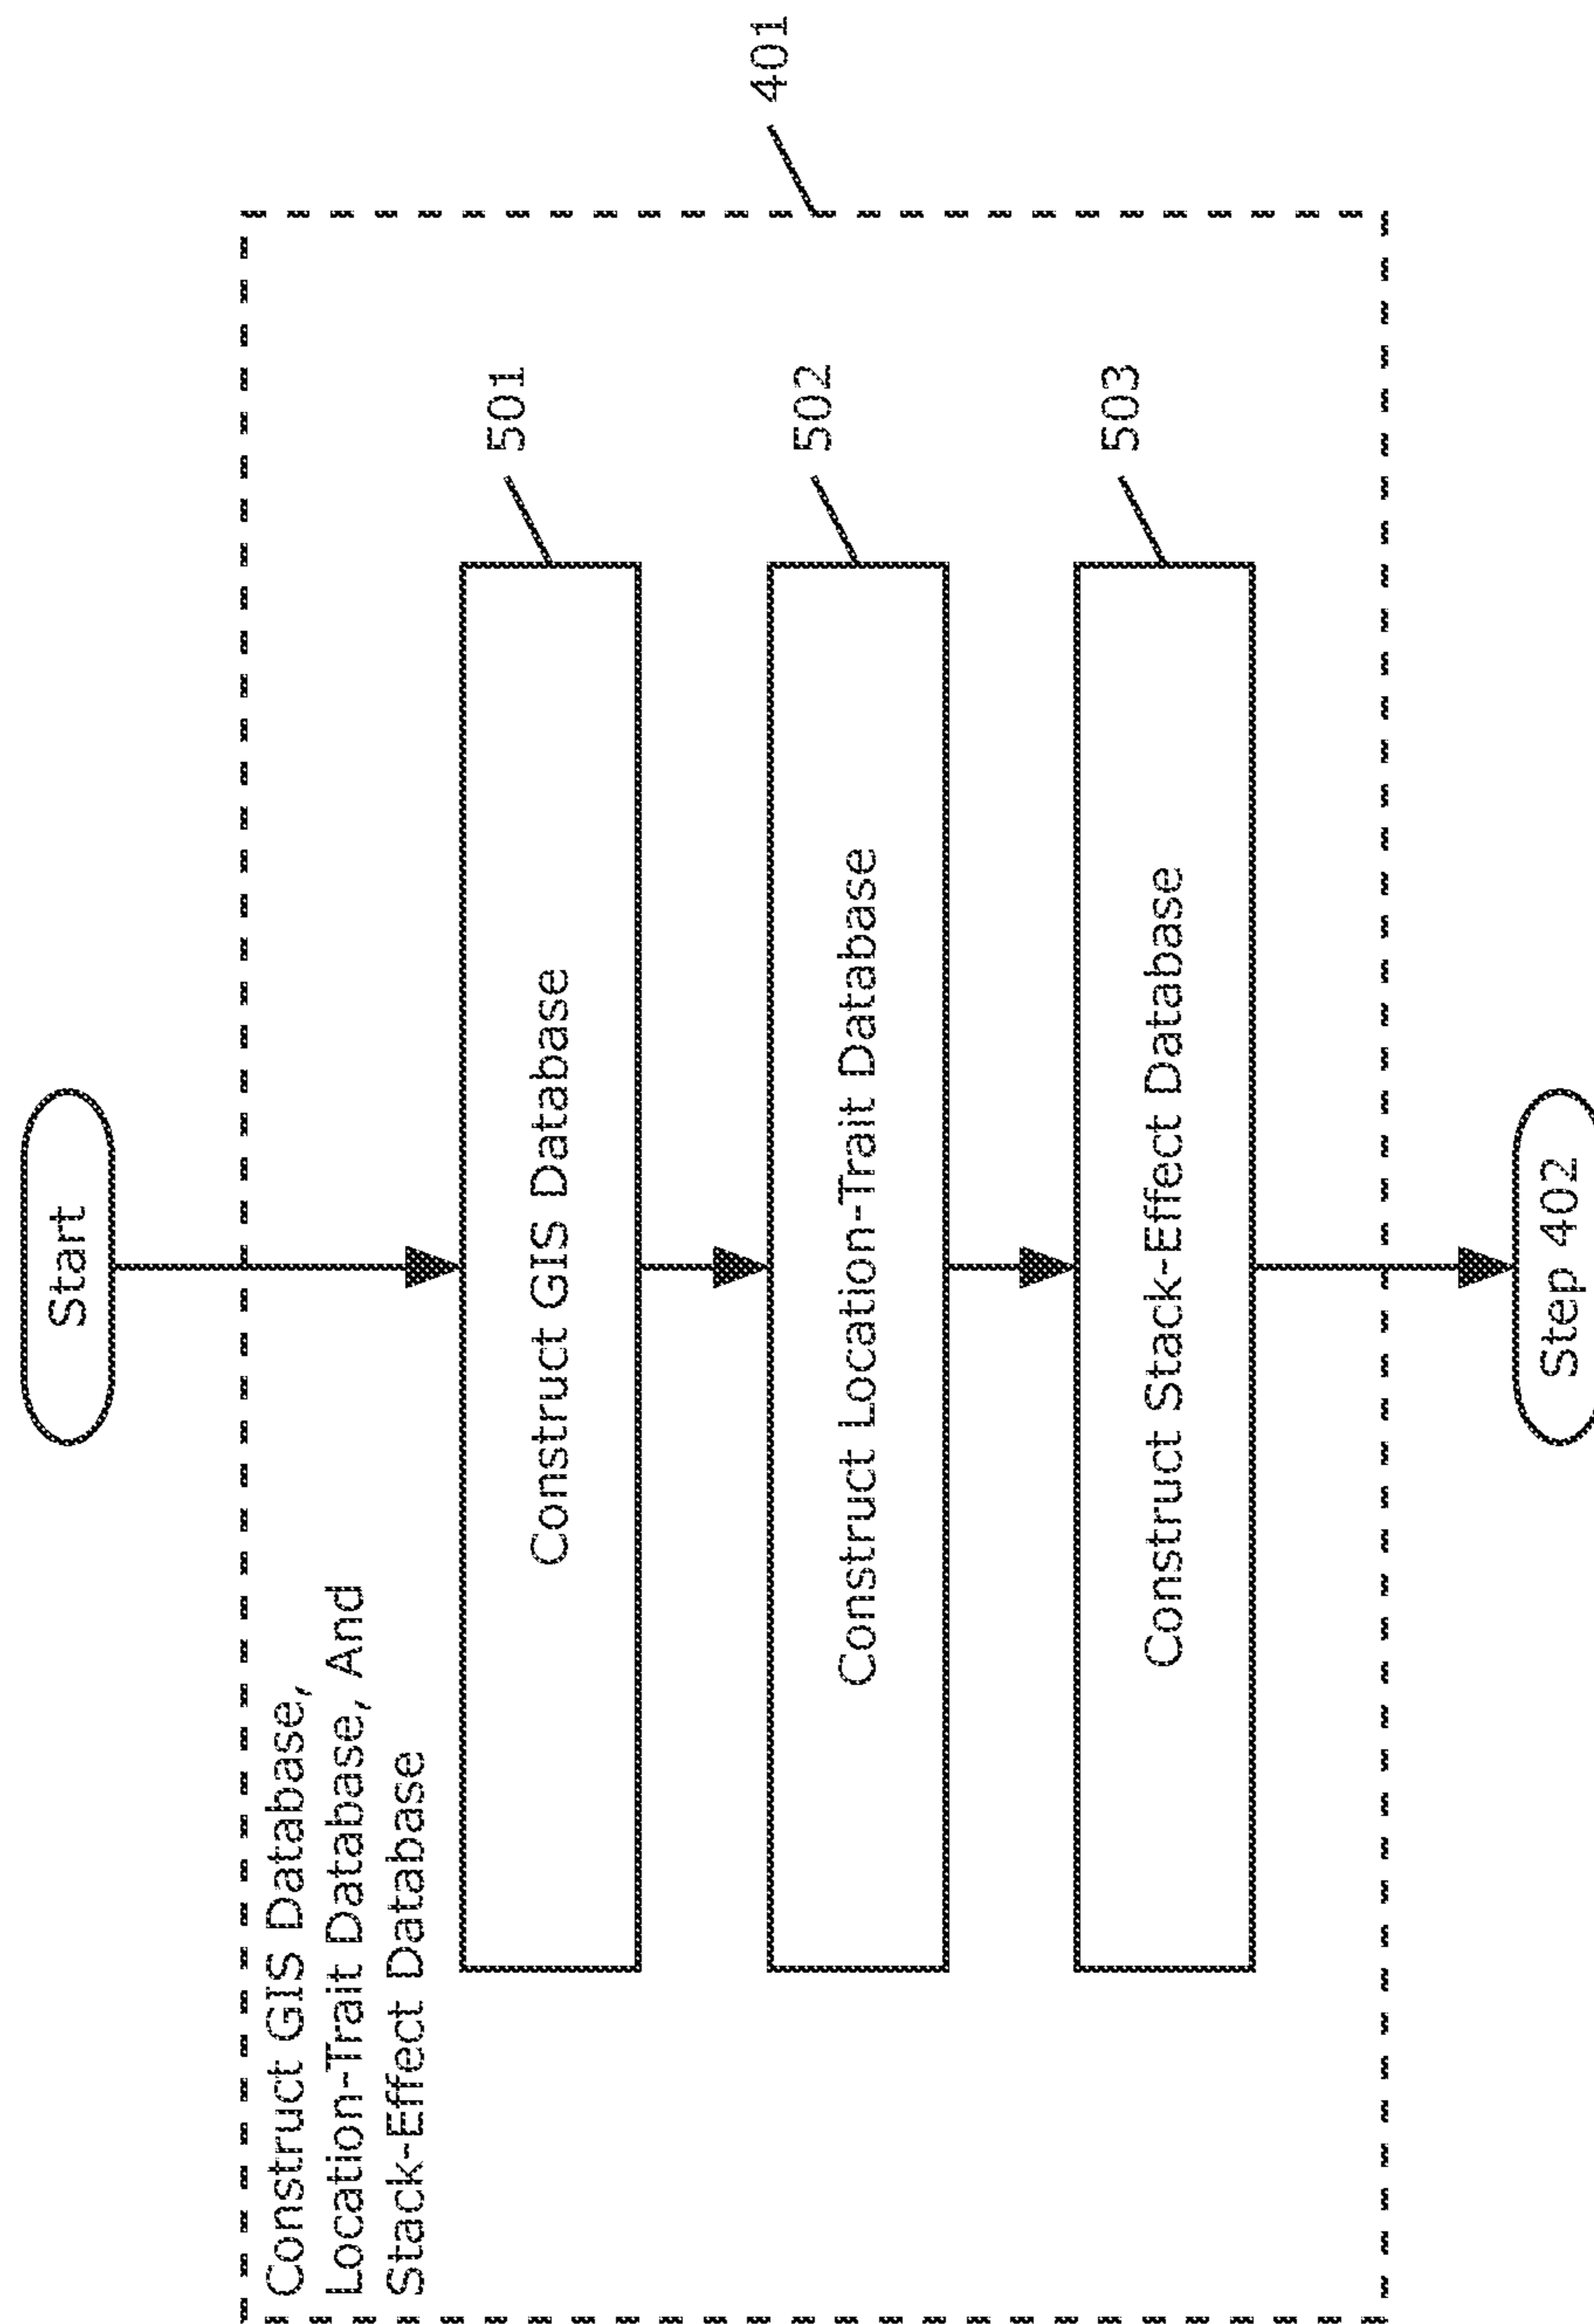 Start
401
Construct GIS Database,
Location-Trait Database, And
Stack-Effect Database
501
Construct GIS Database
502
Construct Location-Trait Database
503
Construct Stack-Effect Database
Step 402